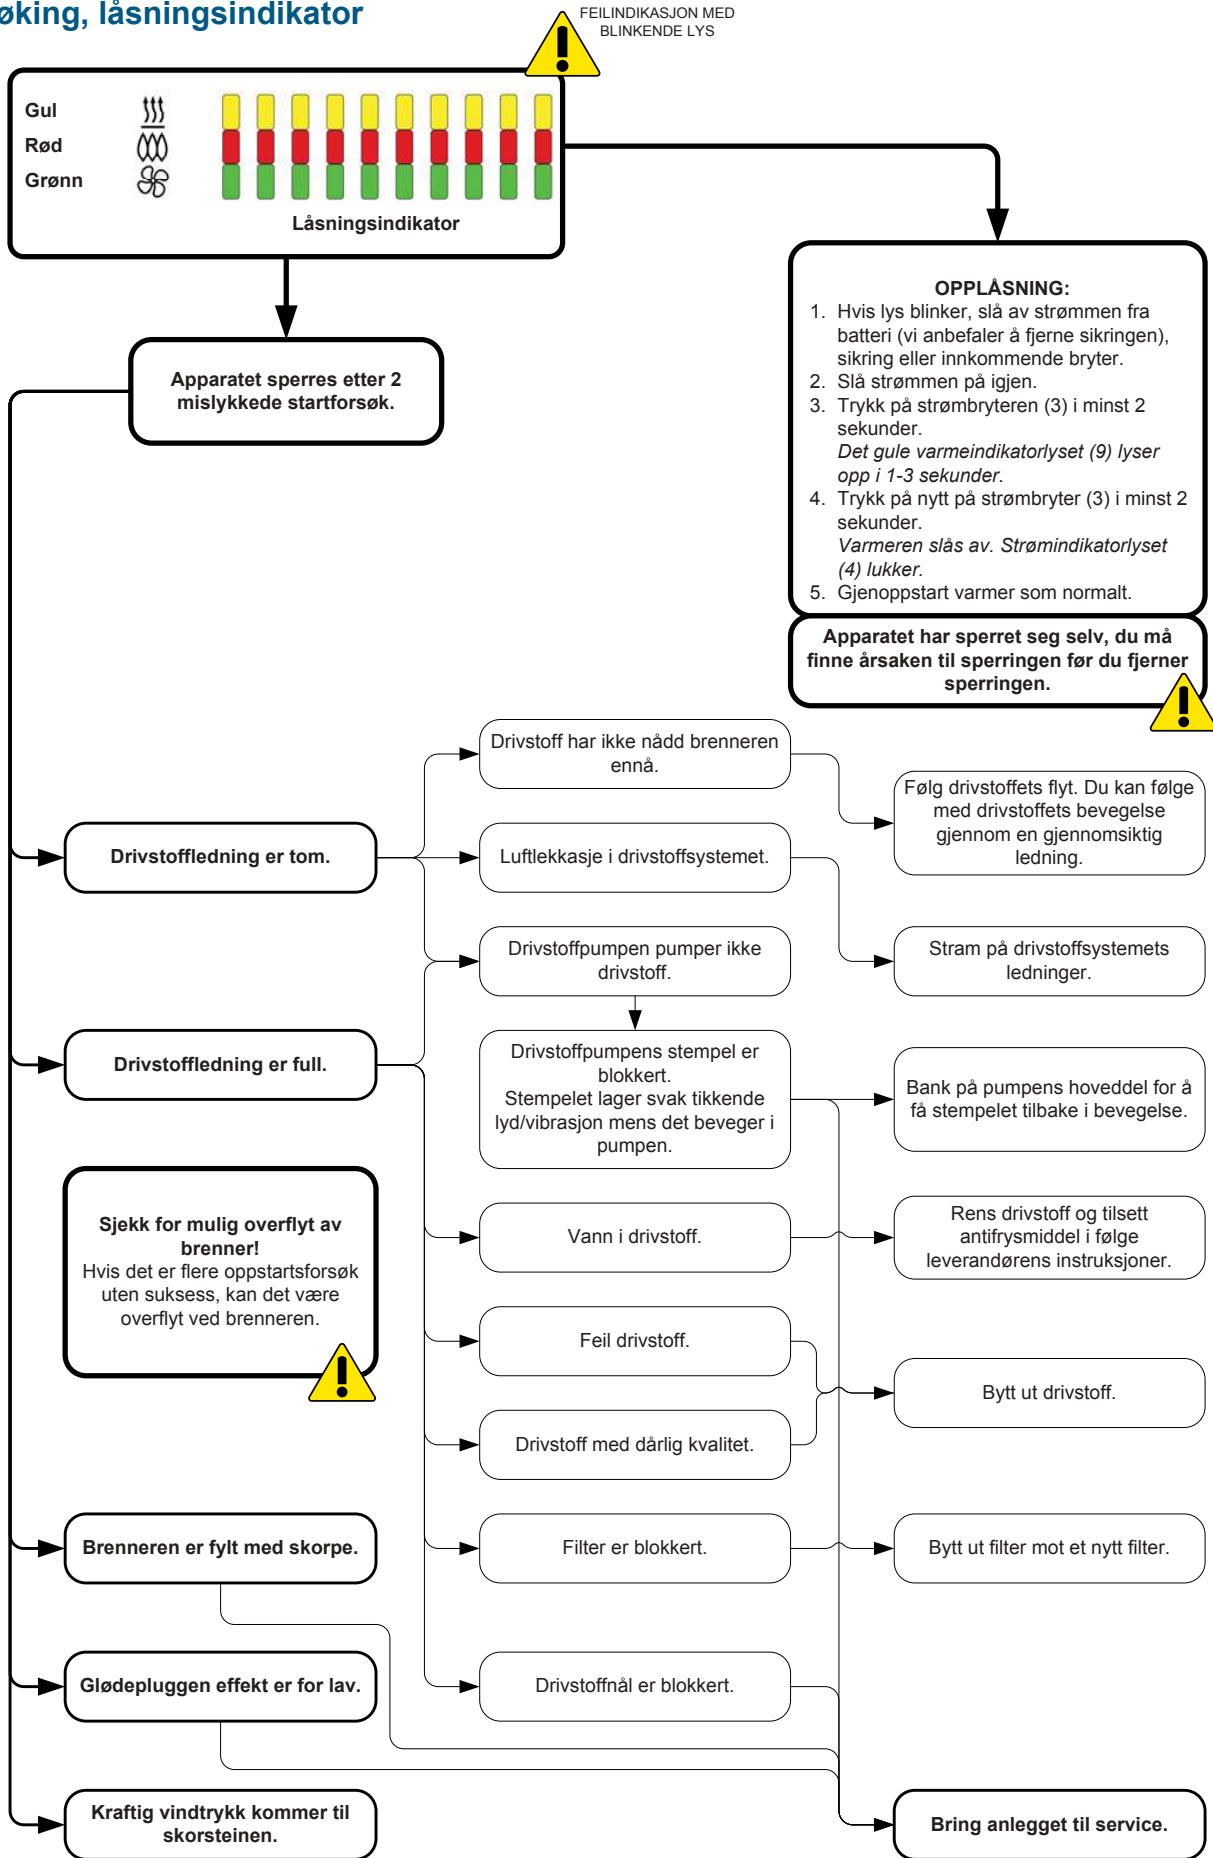 øking, låsningsindikator
FEILINDIKASJON MED
BLINKENDE LYS
Gul
Rød
Grønn
Låsningsindikator
Apparatet sperres etter 2
mislykkede startforsøk.
OPPLÅSNING:
1. Hvis lys blinker, slå av strømmen fra
batteri (vi anbefaler å fjerne sikringen),
sikring eller innkommende bryter.
2. Slå strømmen på igjen.
3. Trykk på strømbryteren (3) i minst 2
sekunder.
Det gule varmeindikatorlyset (9) lyser
opp i 1-3 sekunder.
4. Trykk på nytt på strømbryter (3) i minst 2
sekunder.
Varmeren slås av. Strømindikatorlyset
(4) lukker.
5. Gjenoppstart varmer som normalt.
Apparatet har sperret seg selv, du må
finne årsaken til sperringen før du fjerner
sperringen.
Drivstoff har ikke nådd brenneren
ennå.
Følg drivstoffets flyt. Du kan følge
med drivstoffets bevegelse
gjennom en gjennomsiktig
ledning.
Drivstoffledning er tom.
Luftlekkasje i drivstoffsystemet.
Drivstoffpumpen pumper ikke
drivstoff.
Stram på drivstoffsystemets
ledninger.
Drivstoffledning er full.
Drivstoffpumpens stempel er
blokkert.
Stempelet lager svak tikkende
lyd/vibrasjon mens det beveger i
pumpen.
Bank på pumpens hoveddel for å
få stempelet tilbake i bevegelse.
Sjekk for mulig overflyt av
brenner!
Hvis det er flere oppstartsforsøk
uten suksess, kan det være
overflyt ved brenneren.
Vann i drivstoff.
Rens drivstoff og tilsett
antifrysmiddel i følge
leverandørens instruksjoner.
Feil drivstoff.
Bytt ut drivstoff.
Drivstoff med dårlig kvalitet.
Brenneren er fylt med skorpe.
Filter er blokkert.
Bytt ut filter mot et nytt filter.
Glødepluggen effekt er for lav.
Drivstoffnål er blokkert.
Kraftig vindtrykk kommer til
skorsteinen.
Bring anlegget til service.